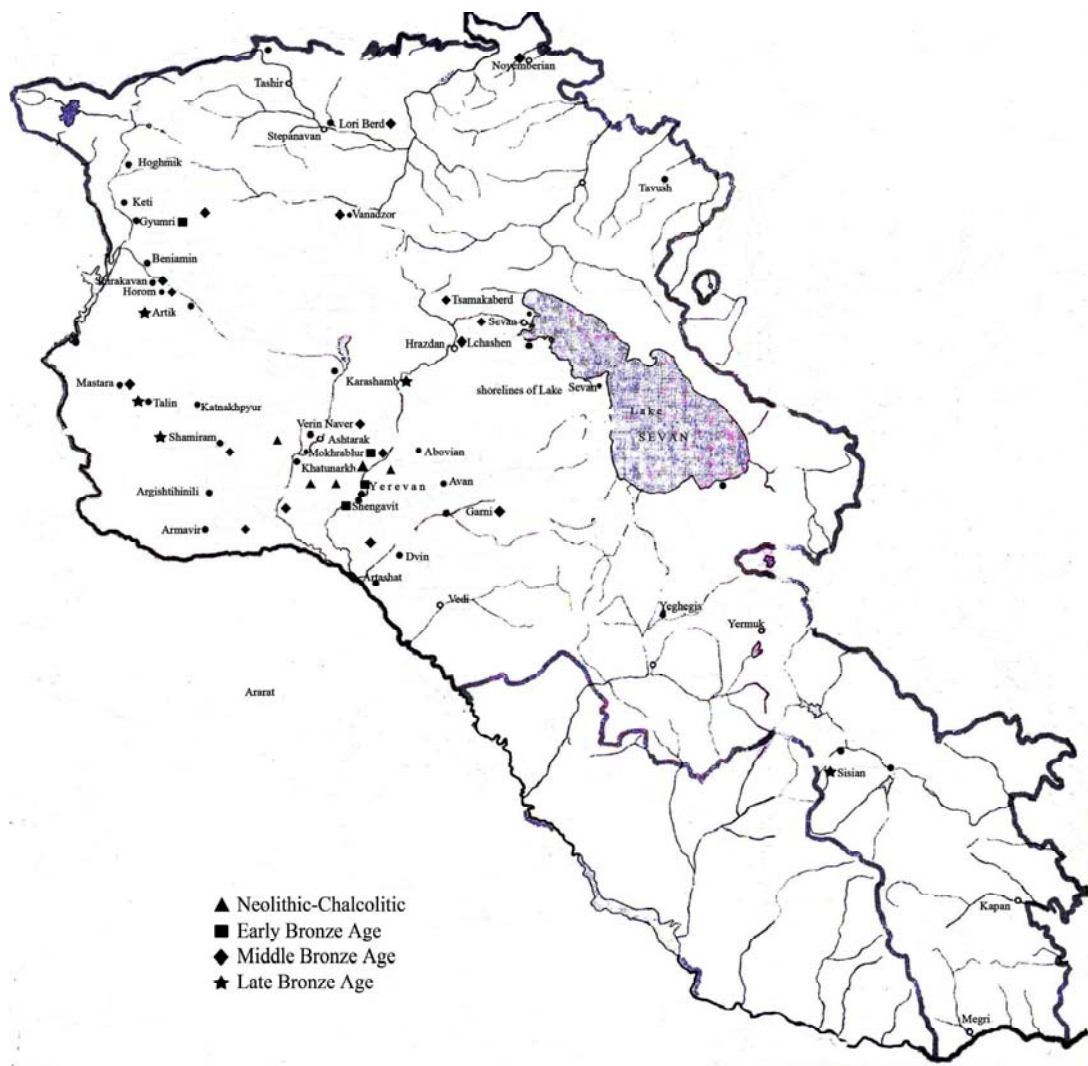 Noyemberian
Tashir
Lori Berd
Stepanavan
Hoghmik
Tavush
Keti
Gyumri
Vanadzor
Beniamin
Shirakavan
Horom
Tsamakaberd
Artik
Sevan
Hrazdan
Lchashen
Karashamb
Mastara
shorelines of Lake Sevan
Talin
Katnakhpyur
Lake
SEVAN
Verin Naver
Shamiram
Ashtarak
Mokhrablur
Abovian
Khatunarkh
Yerevan
Avan
Argishtihinili
Shengavit
Garni
Armavir
Dvin
Artashat
Vedi
Yeghegis
Yermuk
Ararat
Sisian
Neolithic-Chalcolitic
Kapan
Early Bronze Age
Middle Bronze Age
Late Bronze Age
Megri